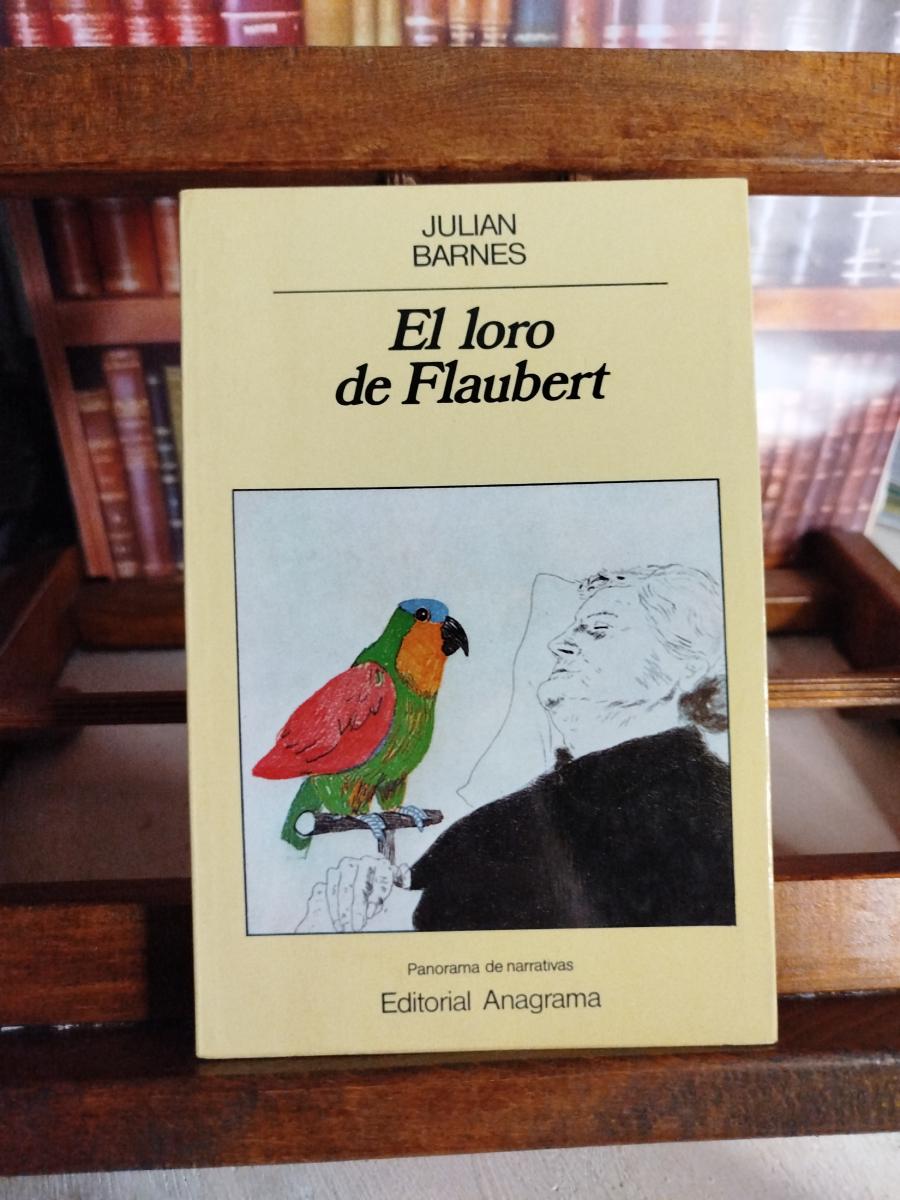 JULIAN
BARNES
El loro
de Flaubert
Panorama de narrativas
Editorial Anagrama